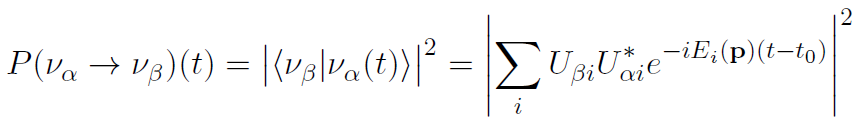 P(ν_α → ν_β)(t) = |⟨ν_β|ν_α(t)⟩|² = |∑_i U_{βi} U*_{αi} e^{−iE_i(𝐩)(t−t_0)}|²